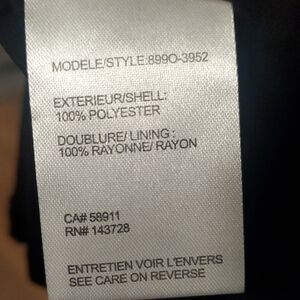 MODELE/STYLE:899O-3952
EXTERIEUR/SHELL:
100% POLYESTER
DOUBLURE/ LINING :
100% RAYONNE/ RAYON
CA# 58911
RN# 143728
ENTRETIEN VOIR L'ENVERS
SEE CARE ON REVERSE